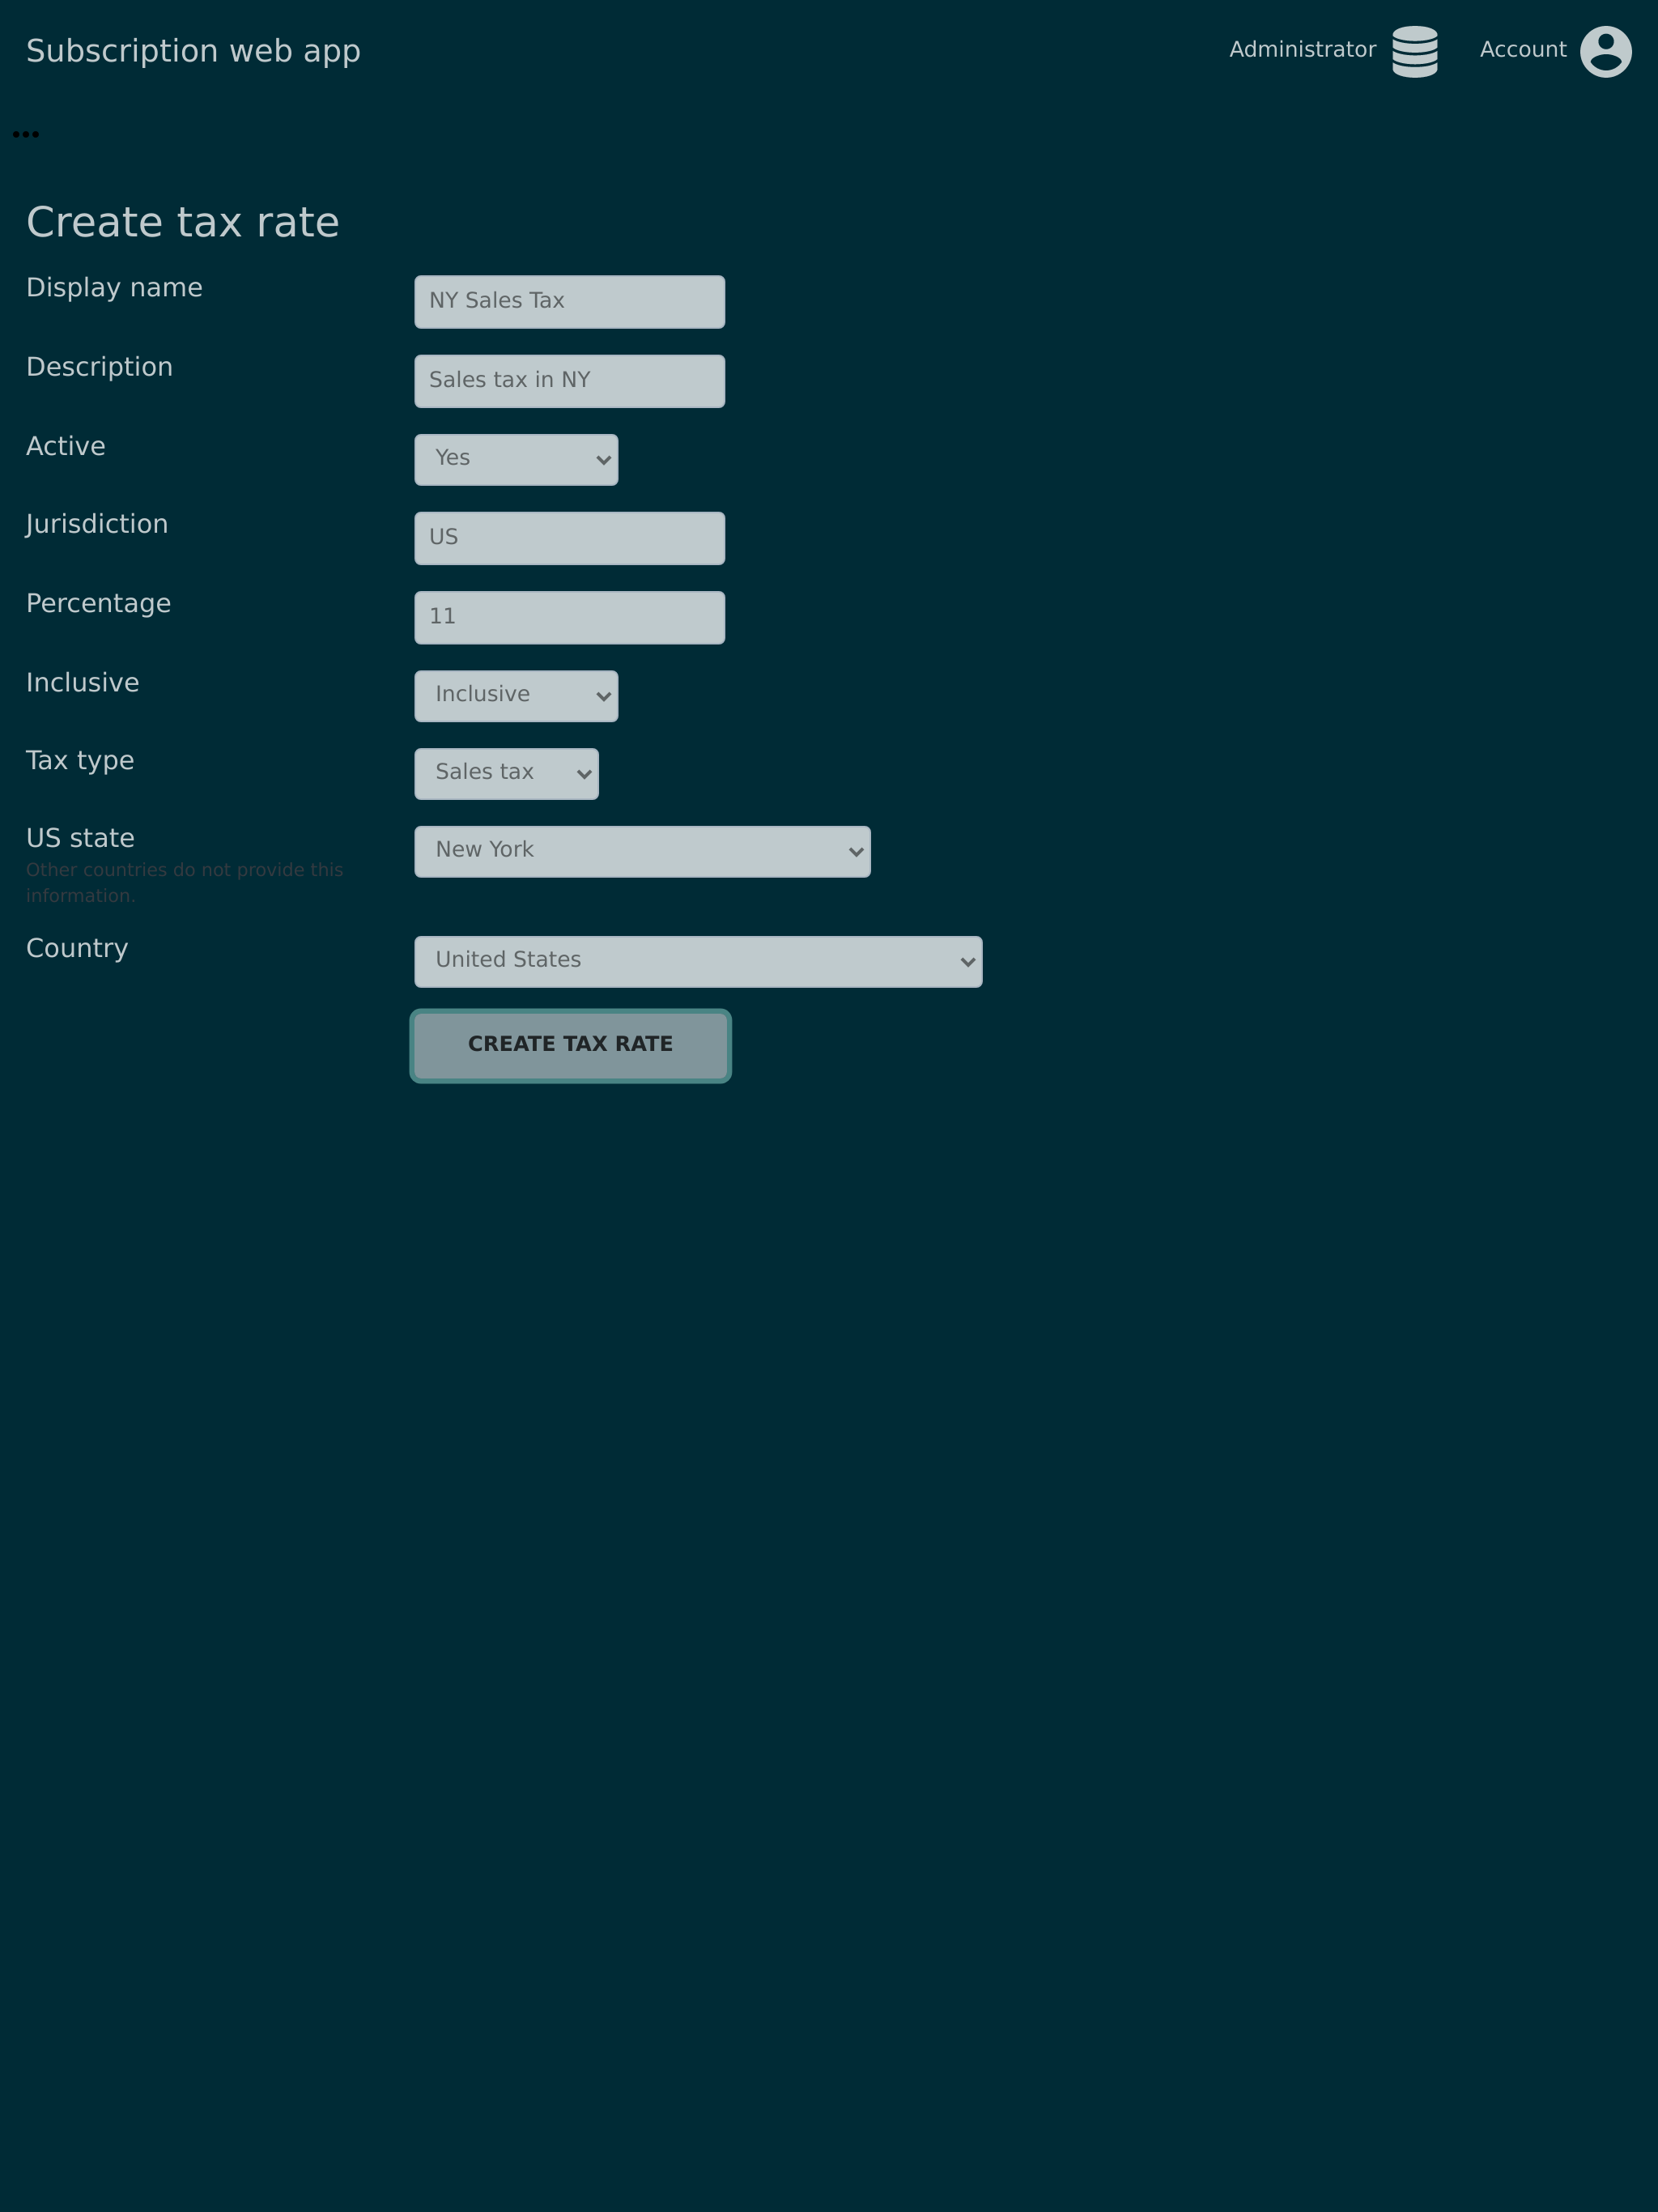 Subscription web app
Administrator
Account
•••
Create tax rate
Display name
NY Sales Tax
Description
Sales tax in NY
Active
Yes
Jurisdiction
US
Percentage
11
Inclusive
Inclusive
Tax type
Sales tax
US state
New York
Other countries do not provide this
information.
Country
United States
CREATE TAX RATE